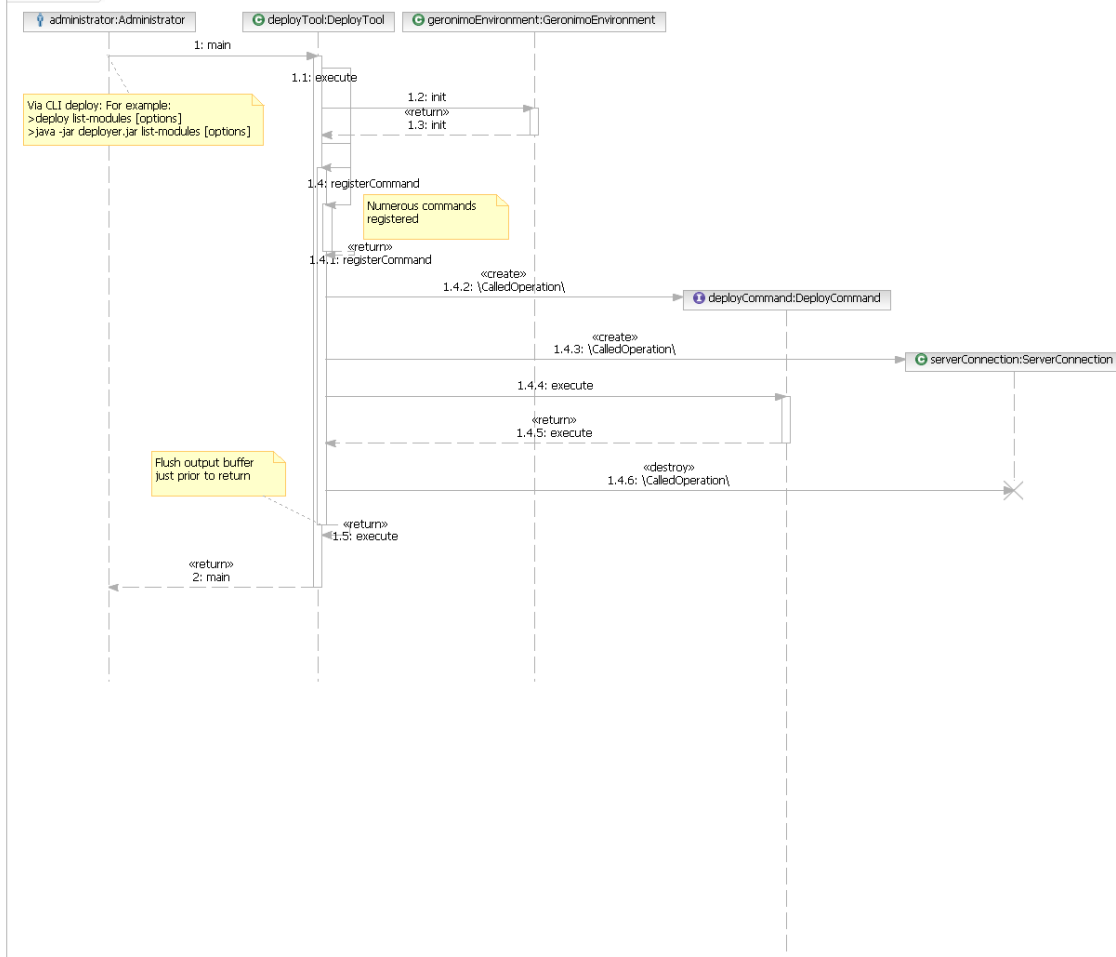 administrator:Administrator
deployTool:DeployTool
geronimoEnvironment:GeronimoEnvironment
1: main
1.1: execute
Via CLI deploy: For example:
>deploy list-modules [options]
>java -jar deployer.jar list-modules [options]
1.2: init
«return»
1.3: init
1.4: registerCommand
Numerous commands
registered
«return»
1.4.1: registerCommand
«create»
1.4.2: \CalledOperation\
deployCommand:DeployCommand
«create»
1.4.3: \CalledOperation\
serverConnection:ServerConnection
1.4.4: execute
«return»
1.4.5: execute
Flush output buffer
just prior to return
«destroy»
1.4.6: \CalledOperation\
«return»
1.5: execute
«return»
2: main